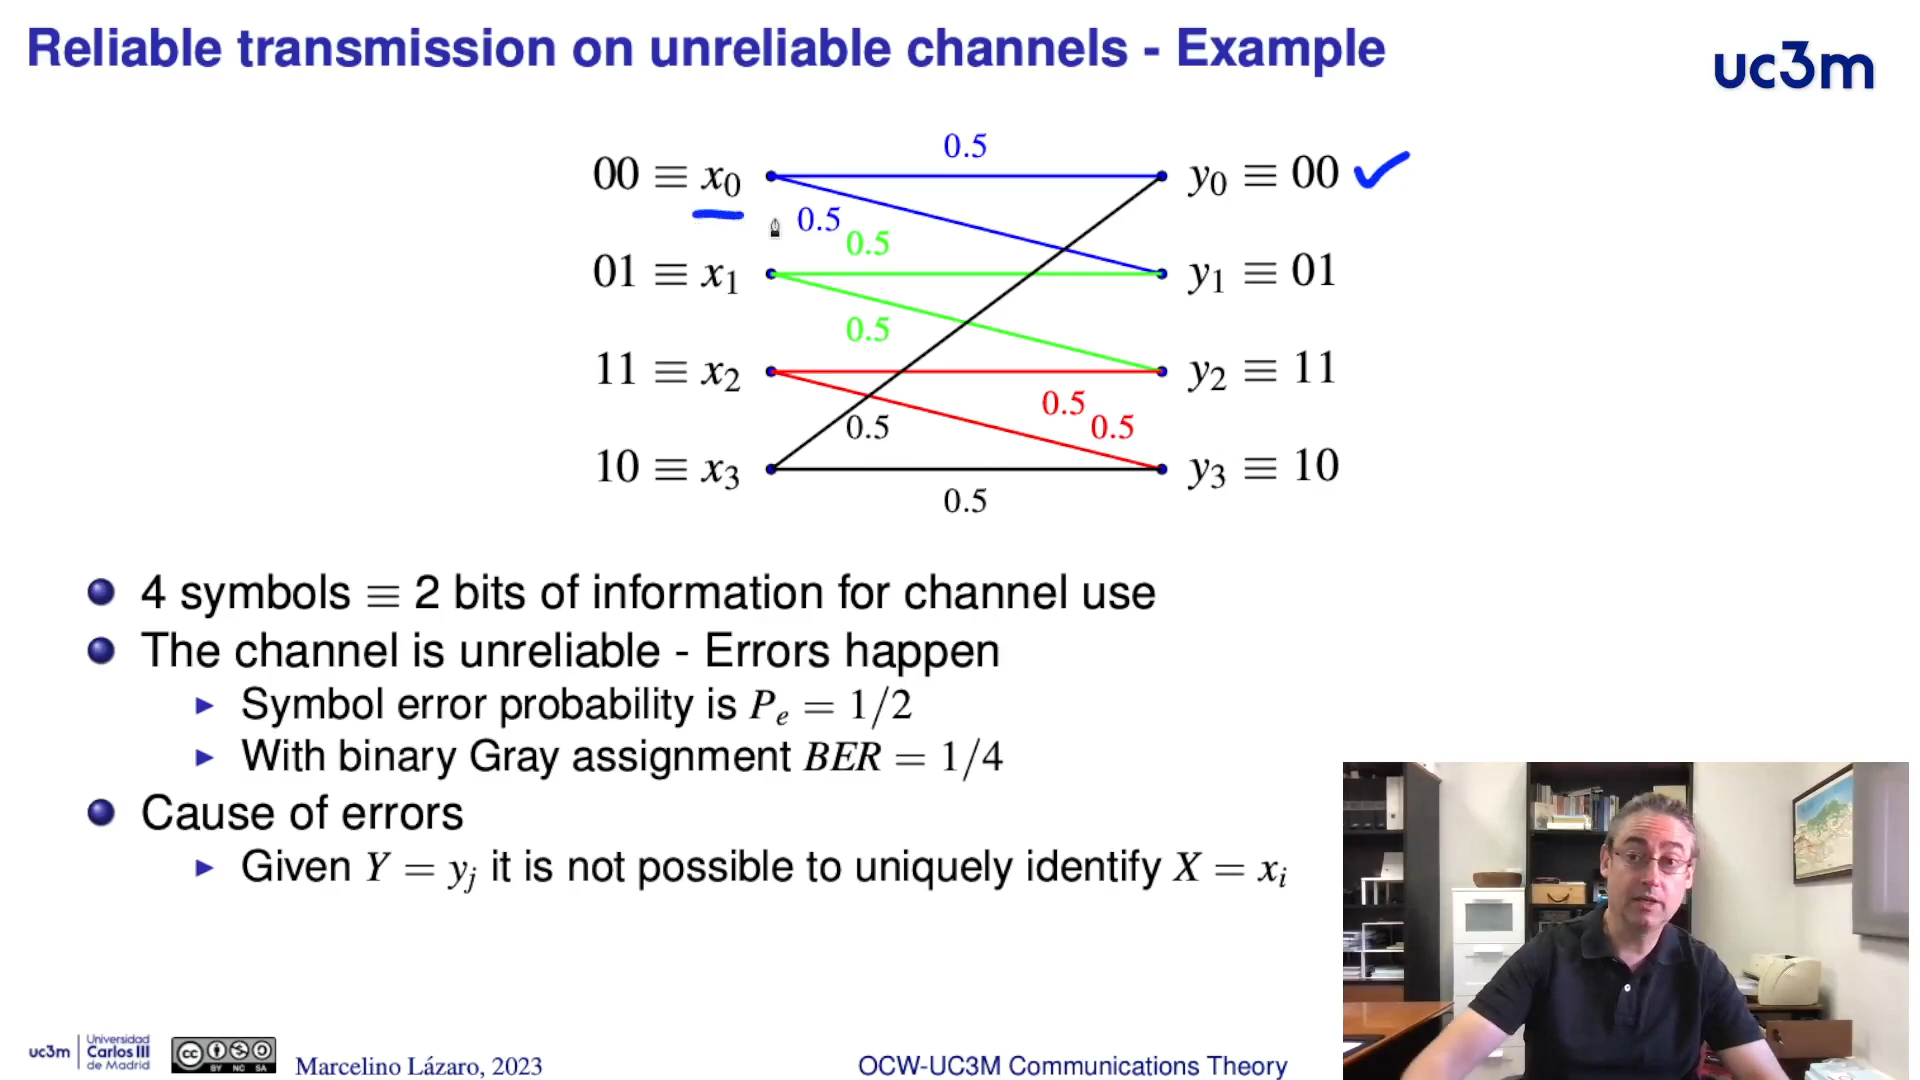 Reliable transmission on unreliable channels - Example
uc3m
0.5
00 ≡ x₀
y₀ ≡ 00
0.5
0.5
01 ≡ x₁
y₁ ≡ 01
0.5
11 ≡ x₂
y₂ ≡ 11
0.5
0.5
0.5
10 ≡ x₃
y₃ ≡ 10
0.5
4 symbols ≡ 2 bits of information for channel use
The channel is unreliable - Errors happen
Symbol error probability is Pₑ = 1/2
With binary Gray assignment BER = 1/4
Cause of errors
Given Y = yⱼ it is not possible to uniquely identify X = xᵢ
uc3m
Universidad
Carlos III
de Madrid
cc
BY NC SA
Marcelino Lázaro, 2023
OCW-UC3M Communications Theory